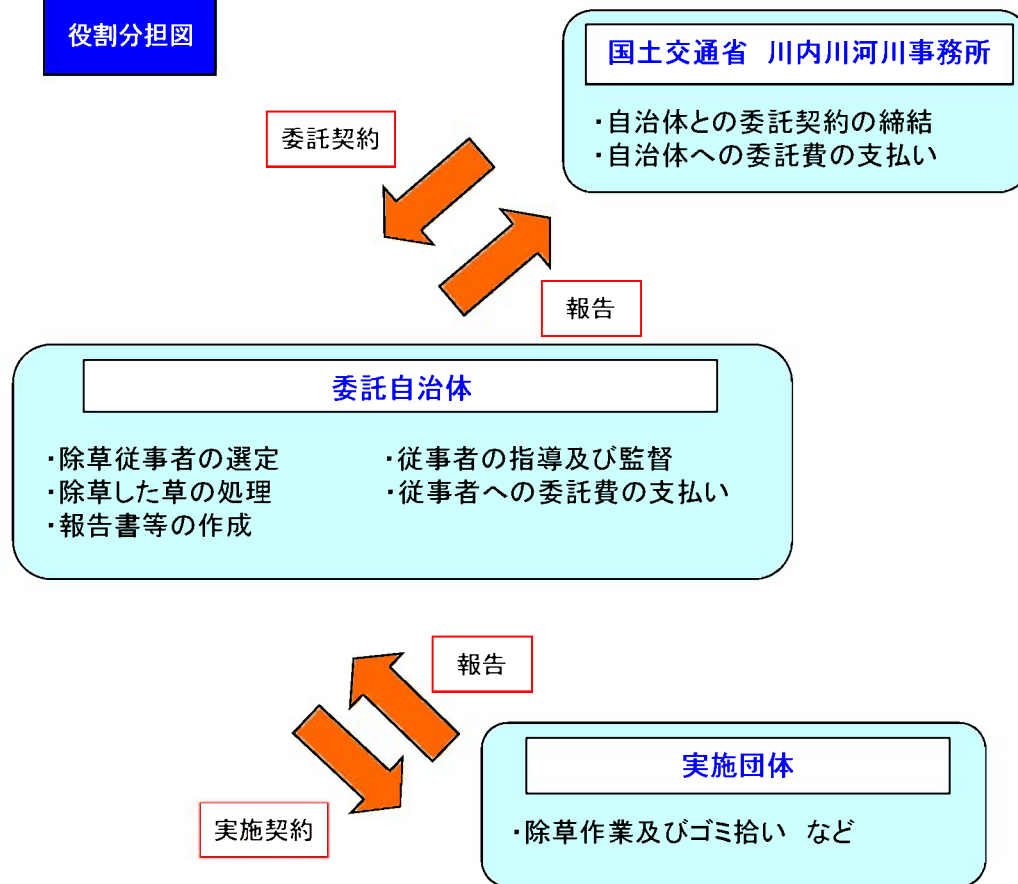 役割分担図
国土交通省 川内川河川事務所
・自治体との委託契約の締結
・自治体への委託費の支払い
委託契約
報告
委託自治体
・除草従事者の選定
・除草した草の処理
・報告書等の作成
・従事者の指導及び監督
・従事者への委託費の支払い
報告
実施契約
実施団体
・除草作業及びゴミ拾い など